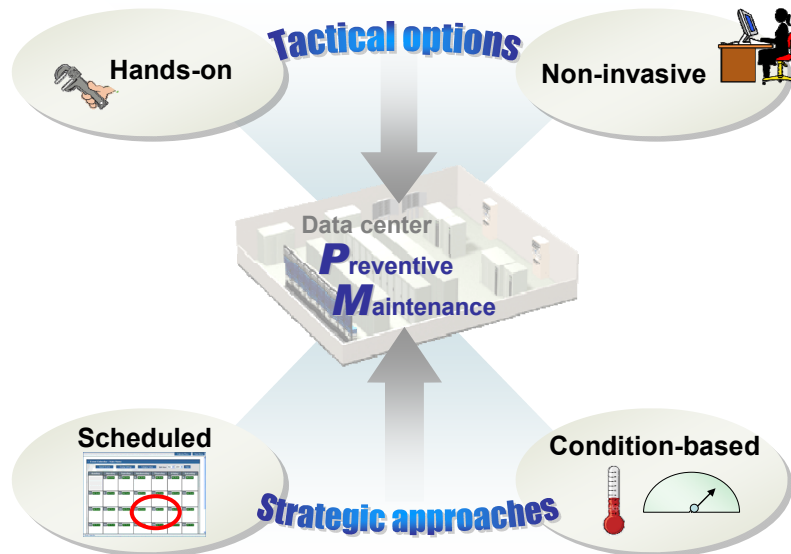 Tactical options
Hands-on
Non-invasive
Data center
Preventive
Maintenance
Scheduled
Condition-based
Strategic approaches